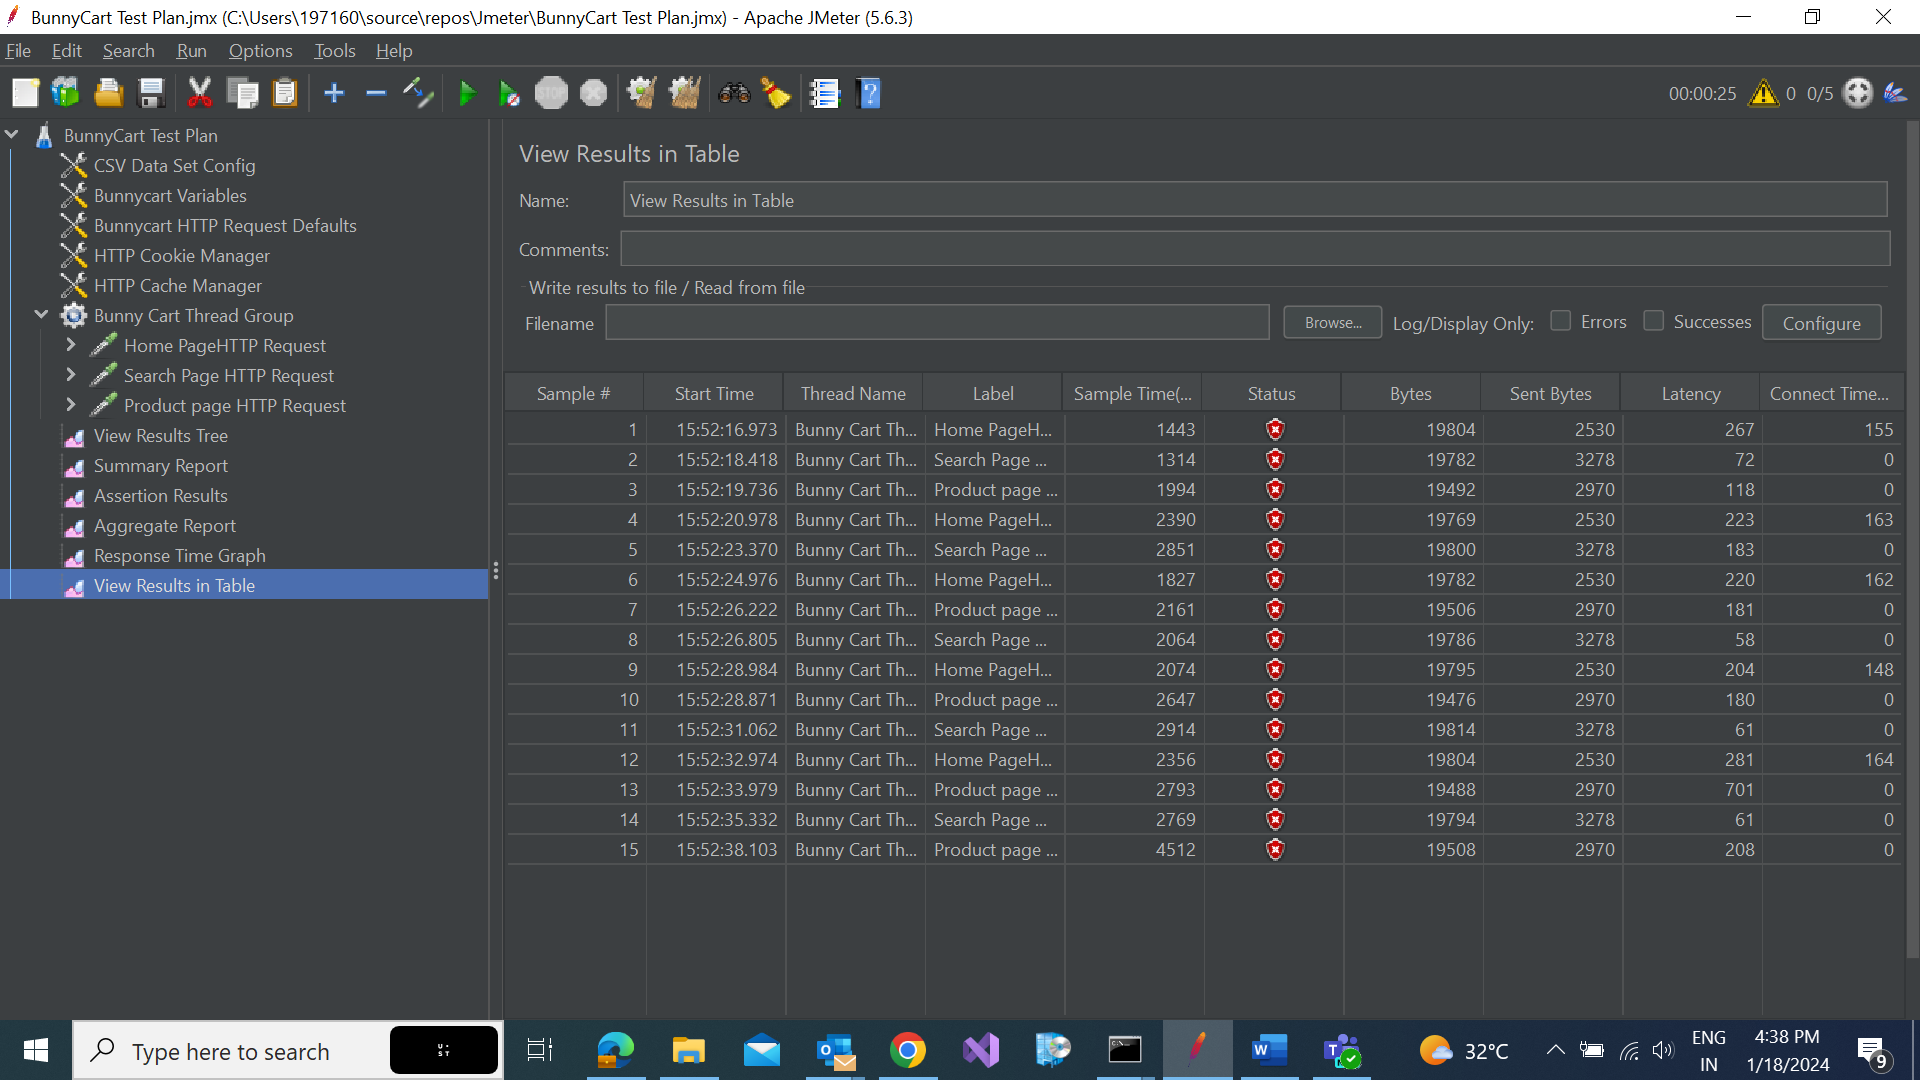 BunnyCart Test Plan.jmx (C:\Users\197160\source\repos\Jmeter\BunnyCart Test Plan.jmx) - Apache JMeter (5.6.3)
File Edit Search Run Options Tools Help
STOP
00:00:25 0 0/5
BunnyCart Test Plan
CSV Data Set Config
Bunnycart Variables
Bunnycart HTTP Request Defaults
HTTP Cookie Manager
HTTP Cache Manager
Bunny Cart Thread Group
Home PageHTTP Request
Search Page HTTP Request
Product page HTTP Request
View Results Tree
Summary Report
Assertion Results
Aggregate Report
Response Time Graph
View Results in Table
View Results in Table
Name: View Results in Table
Comments:
Write results to file / Read from file
Filename Browse... Log/Display Only: Errors Successes Configure
Sample # Start Time Thread Name Label Sample Time(... Status Bytes Sent Bytes Latency Connect Time...
1 15:52:16.973 Bunny Cart Th... Home PageH... 1443 19804 2530 267 155
2 15:52:18.418 Bunny Cart Th... Search Page ... 1314 19782 3278 72 0
3 15:52:19.736 Bunny Cart Th... Product page ... 1994 19492 2970 118 0
4 15:52:20.978 Bunny Cart Th... Home PageH... 2390 19769 2530 223 163
5 15:52:23.370 Bunny Cart Th... Search Page ... 2851 19800 3278 183 0
6 15:52:24.976 Bunny Cart Th... Home PageH... 1827 19782 2530 220 162
7 15:52:26.222 Bunny Cart Th... Product page ... 2161 19506 2970 181 0
8 15:52:26.805 Bunny Cart Th... Search Page ... 2064 19786 3278 58 0
9 15:52:28.984 Bunny Cart Th... Home PageH... 2074 19795 2530 204 148
10 15:52:28.871 Bunny Cart Th... Product page ... 2647 19476 2970 180 0
11 15:52:31.062 Bunny Cart Th... Search Page ... 2914 19814 3278 61 0
12 15:52:32.974 Bunny Cart Th... Home PageH... 2356 19804 2530 281 164
13 15:52:33.979 Bunny Cart Th... Product page ... 2793 19488 2970 701 0
14 15:52:35.332 Bunny Cart Th... Search Page ... 2769 19794 3278 61 0
15 15:52:38.103 Bunny Cart Th... Product page ... 4512 19508 2970 208 0
Type here to search
32°C
ENG
IN
4:38 PM
1/18/2024
9